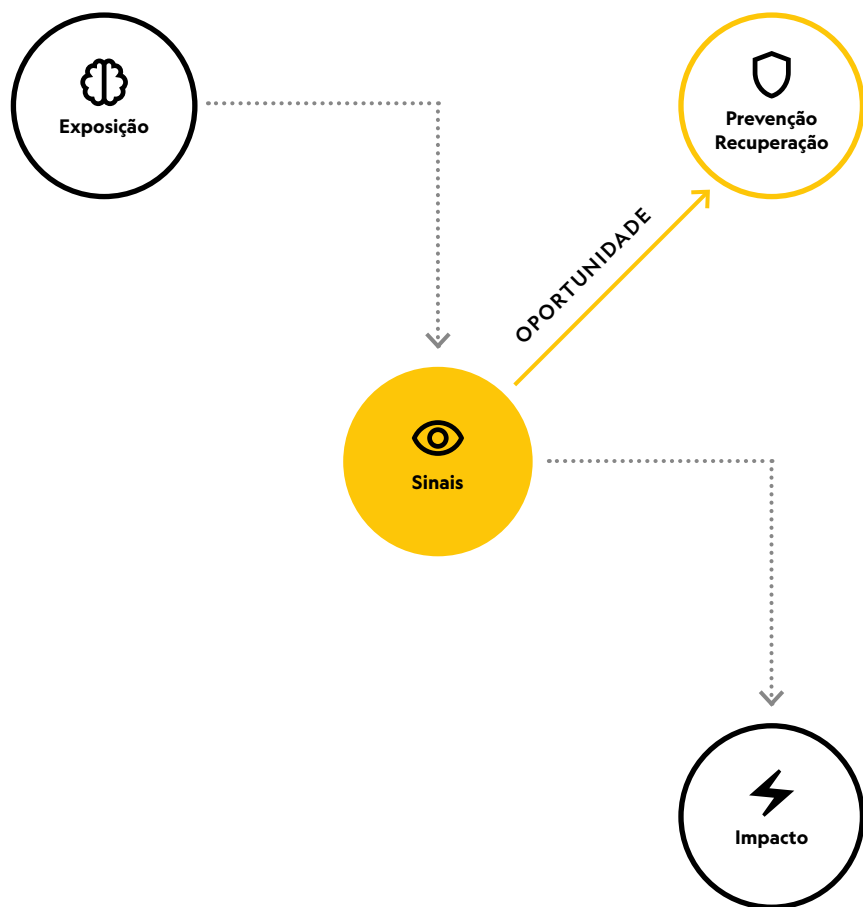 Exposição
Prevenção
Recuperação
OPORTUNIDADE
Sinais
Impacto